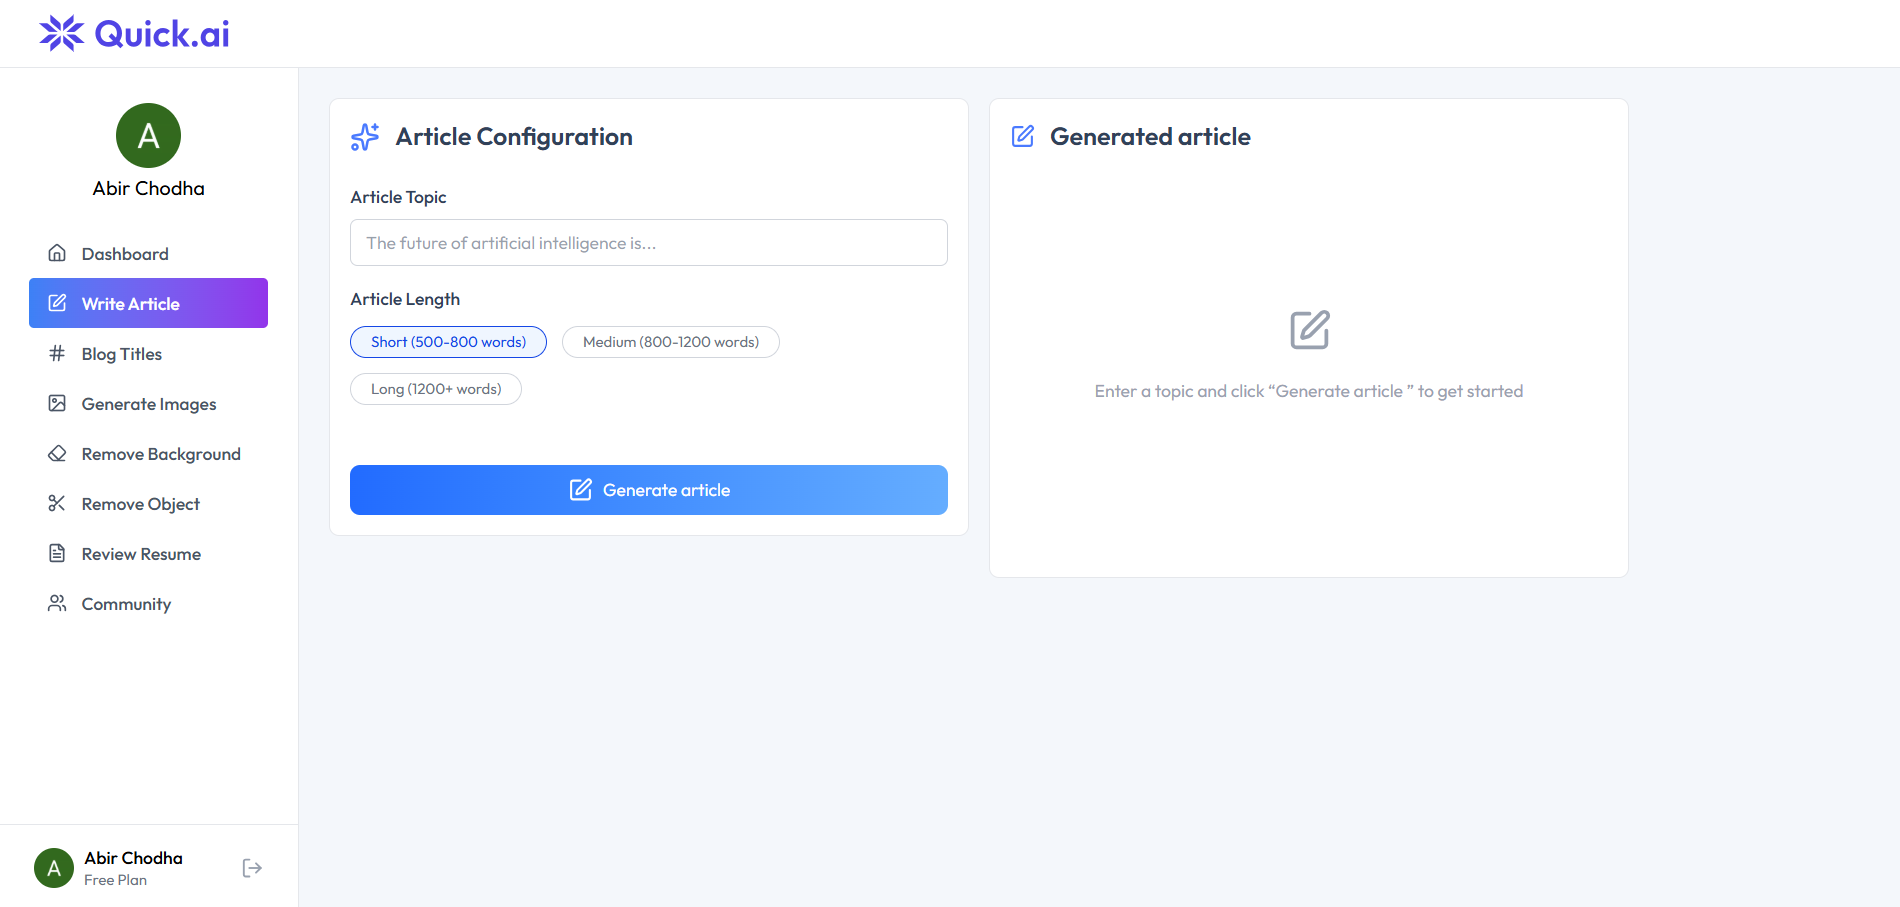 Quick.ai
A
Abir Chodha
Dashboard
Write Article
Blog Titles
Generate Images
Remove Background
Remove Object
Review Resume
Community
A
Abir Chodha
Free Plan
Article Configuration
Article Topic
The future of artificial intelligence is...
Article Length
Short (500-800 words)
Medium (800-1200 words)
Long (1200+ words)
Generate article
Generated article
Enter a topic and click “Generate article ” to get started